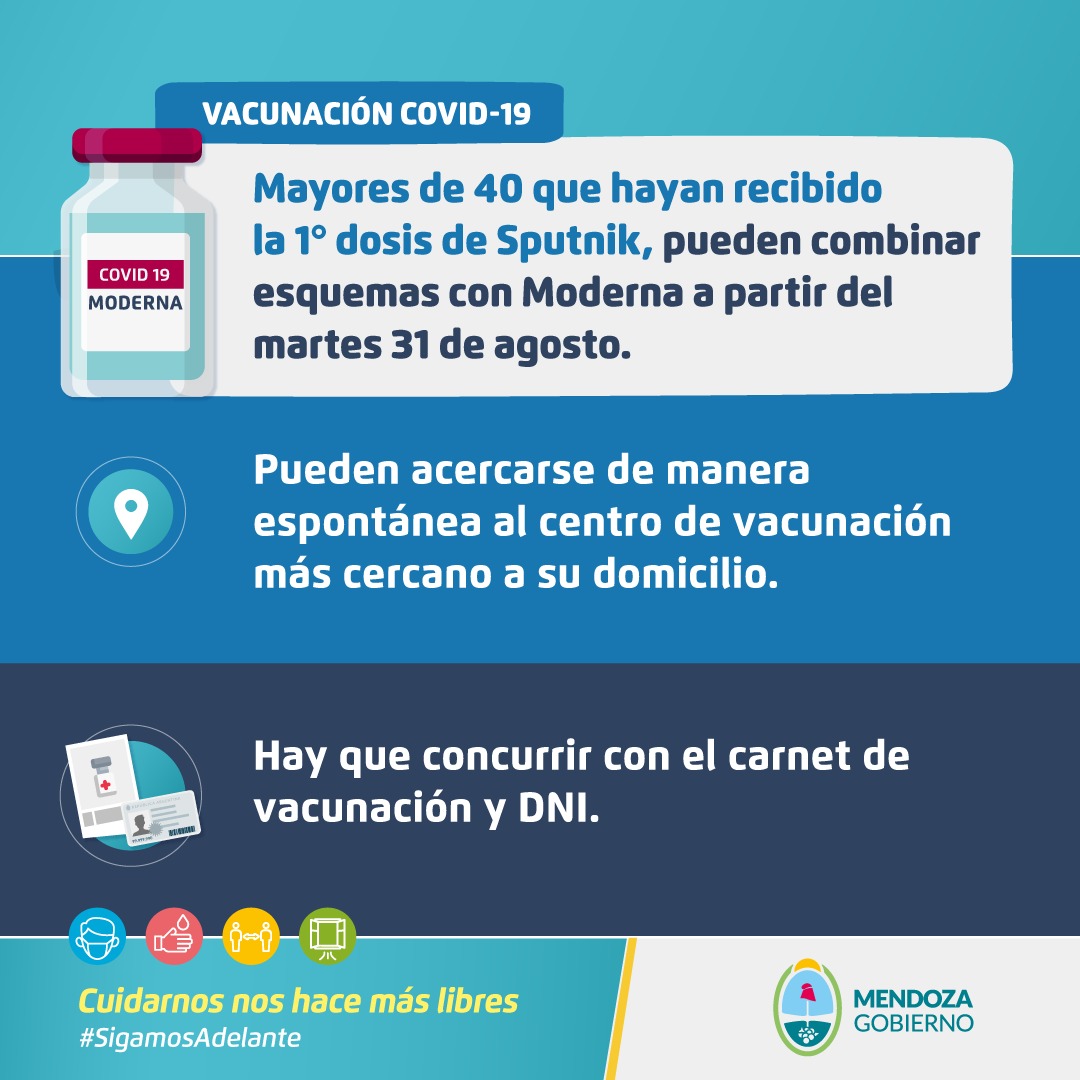 VACUNACIÓN COVID-19
Mayores de 40 que hayan recibido
la 1° dosis de Sputnik, pueden combinar
esquemas con Moderna a partir del
martes 31 de agosto.
COVID 19
MODERNA
Pueden acercarse de manera
espontánea al centro de vacunación
más cercano a su domicilio.
Hay que concurrir con el carnet de
vacunación y DNI.
Cuidarnos nos hace más libres
#SigamosAdelante
MENDOZA
GOBIERNO